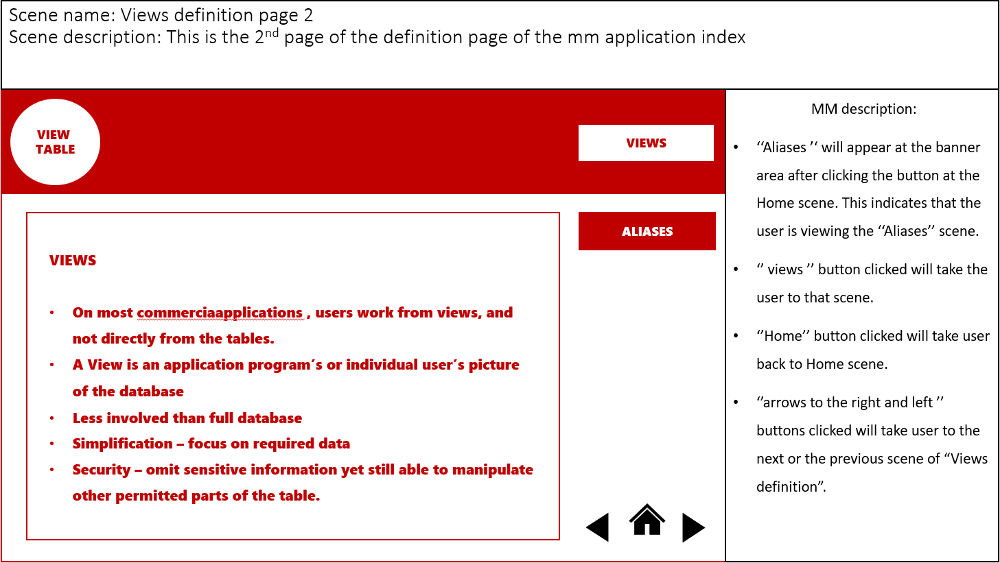 Scene name: Views definition page 2
Scene description: This is the 2nd page of the definition page of the mm application index
VIEW
TABLE
VIEWS
ALIASES
VIEWS
• On most commerciaapplications , users work from views, and
not directly from the tables.
• A View is an application program´s or individual user´s picture
of the database
• Less involved than full database
• Simplification – focus on required data
• Security – omit sensitive information yet still able to manipulate
other permitted parts of the table.
MM description:
• ‘‘Aliases ’‘ will appear at the banner
area after clicking the button at the
Home scene. This indicates that the
user is viewing the ‘‘Aliases’’ scene.
• ‘’ views ’’ button clicked will take the
user to that scene.
• ‘’Home’’ button clicked will take user
back to Home scene.
• ‘’arrows to the right and left ’’
buttons clicked will take user to the
next or the previous scene of “Views
definition”.